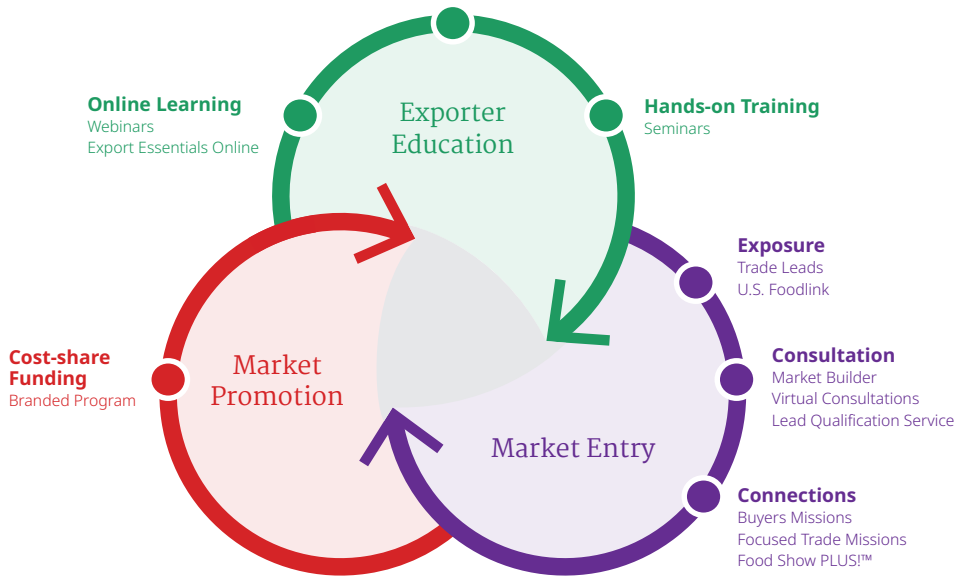 Online Learning
Webinars
Export Essentials Online
Exporter
Education
Hands-on Training
Seminars
Exposure
Trade Leads
U.S. Foodlink
Cost-share
Funding
Branded Program
Market
Promotion
Consultation
Market Builder
Virtual Consultations
Lead Qualification Service
Market Entry
Connections
Buyers Missions
Focused Trade Missions
Food Show PLUS!™